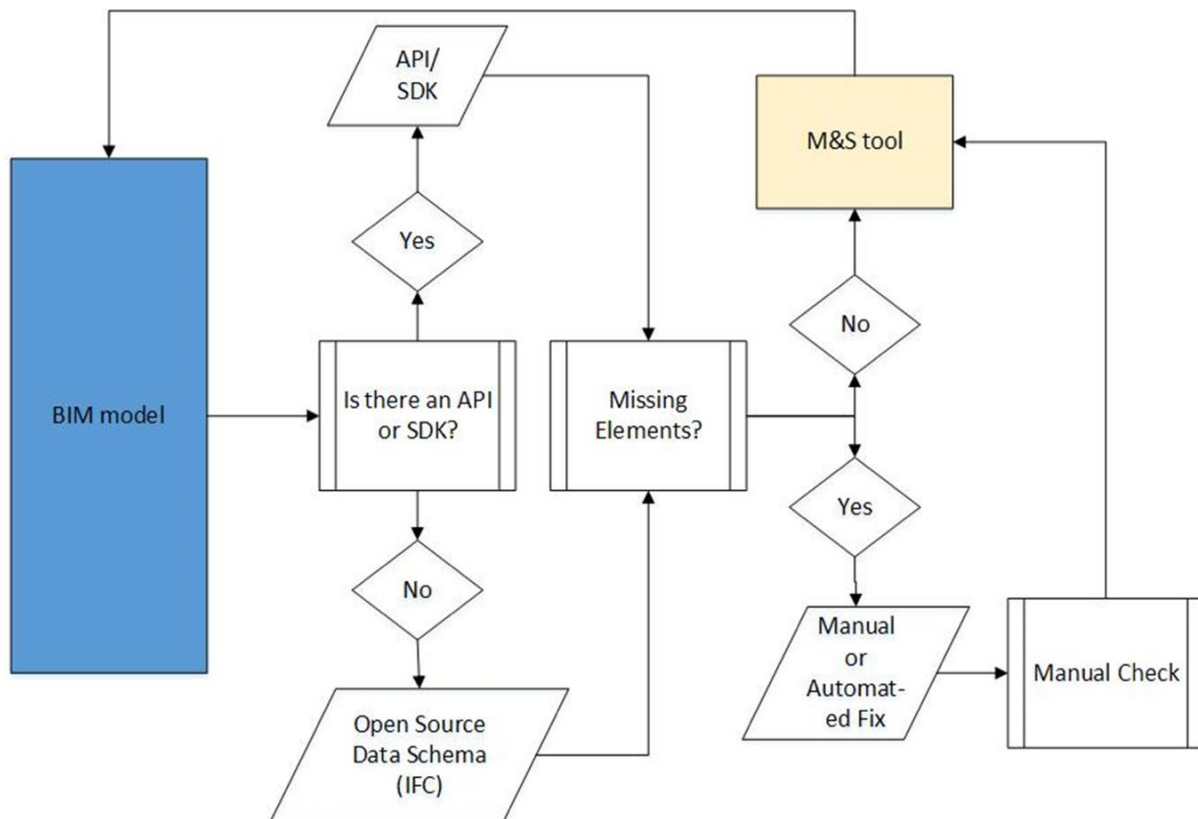 API/
SDK
M&S tool
Yes
No
BIM model
Is there an API
or SDK?
Missing
Elements?
Yes
No
Manual
or
Automat-
ed Fix
Manual Check
Open Source
Data Schema
(IFC)